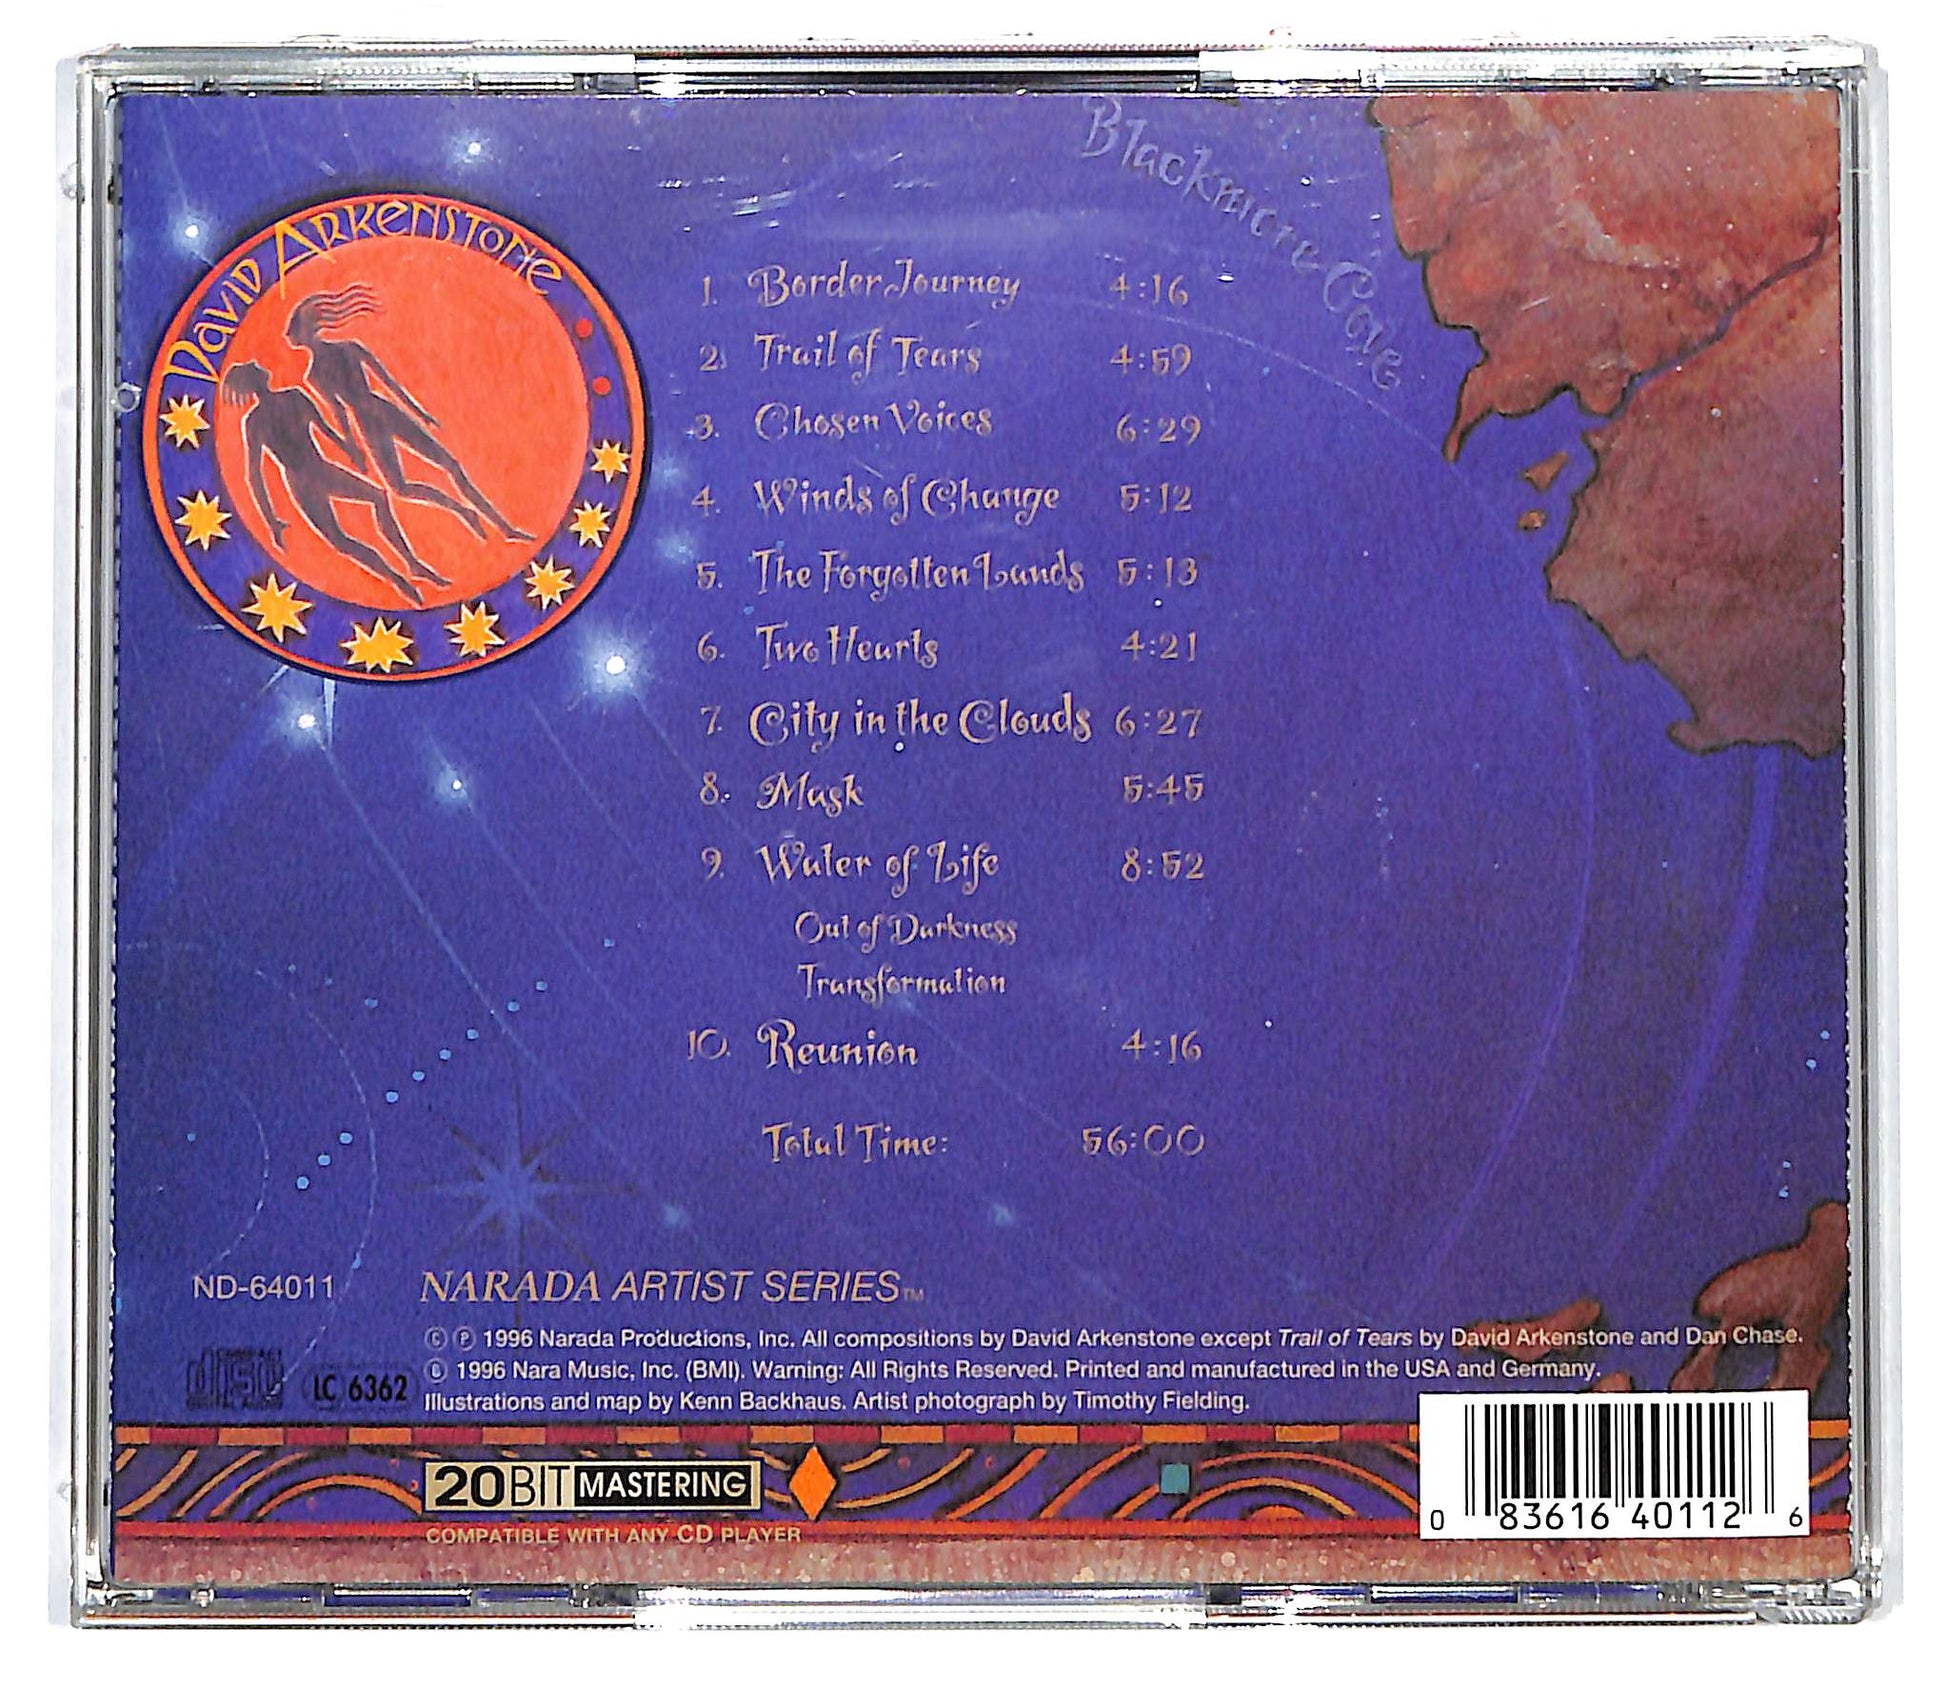 Blackmore Cove
David Arkenstone
1. Border Journey 4:16
2. Trail of Tears 4:59
3. Chosen Voices 6:29
4. Winds of Change 5:12
5. The Forgotten Lands 5:13
6. Two Hearts 4:21
7. City in the Clouds 6:27
8. Mask 5:45
9. Water of Life 8:52
Out of Darkness
Transformation
10. Reunion 4:16
Total Time: 56:00
ND-64011 NARADA ARTIST SERIES™
© ℗ 1996 Narada Productions, Inc. All compositions by David Arkenstone except Trail of Tears by David Arkenstone and Dan Chase.
1996 Nara Music, Inc. (BMI). Warning: All Rights Reserved. Printed and manufactured in the USA and Germany.
Illustrations and map by Kenn Backhaus. Artist photograph by Timothy Fielding.
disc
DIGITAL AUDIO
LC 6362
20BIT MASTERING
COMPATIBLE WITH ANY CD PLAYER
0 83616 40112 6